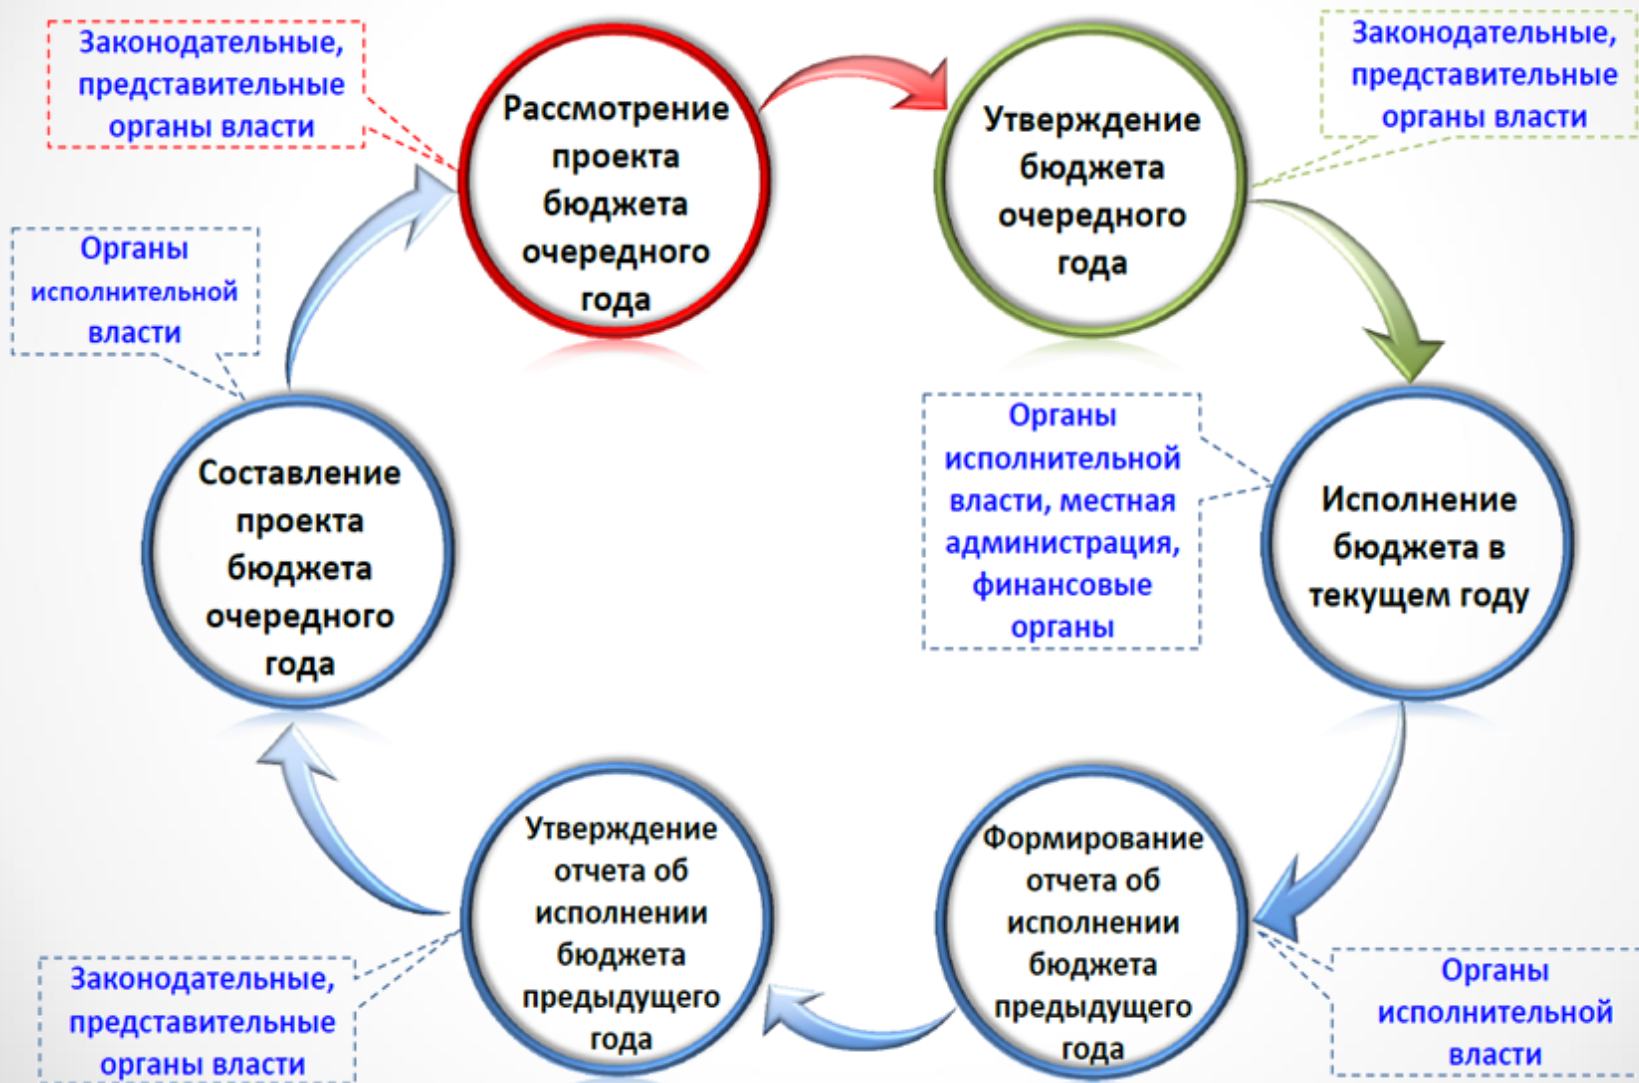 Законодательные,
представительные
органы власти
Рассмотрение
проекта
бюджета
очередного
года
Утверждение
бюджета
очередного
года
Законодательные,
представительные
органы власти
Органы
исполнительной
власти
Составление
проекта
бюджета
очередного
года
Органы
исполнительной
власти, местная
администрация,
финансовые
органы
Исполнение
бюджета в
текущем году
Утверждение
отчета об
исполнении
бюджета
предыдущего
года
Формирование
отчета об
исполнении
бюджета
предыдущего
года
Законодательные,
представительные
органы власти
Органы
исполнительной
власти